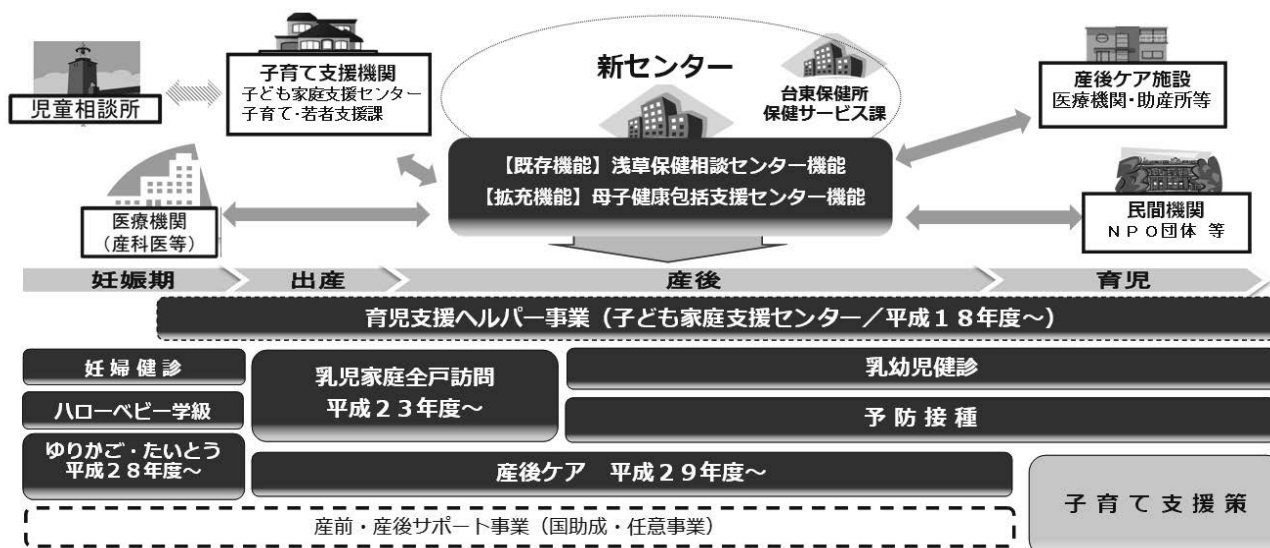 児童相談所
子育て支援機関
子ども家庭支援センター
子育て・若者支援課
新センター
台東保健所
保健サービス課
産後ケア施設
医療機関・助産所等
医療機関
（産科医等）
【既存機能】浅草保健相談センター機能
【拡充機能】母子健康包括支援センター機能
民間機関
ＮＰＯ団体 等
妊娠期
出産
産後
育児
育児支援ヘルパー事業（子ども家庭支援センター／平成１８年度～）
妊婦健診
ハローベビー学級
ゆりかご・たいとう
平成２８年度～
乳児家庭全戸訪問
平成２３年度～
乳幼児健診
予防接種
産後ケア　平成２９年度～
子育て支援策
産前・産後サポート事業（国助成・任意事業）